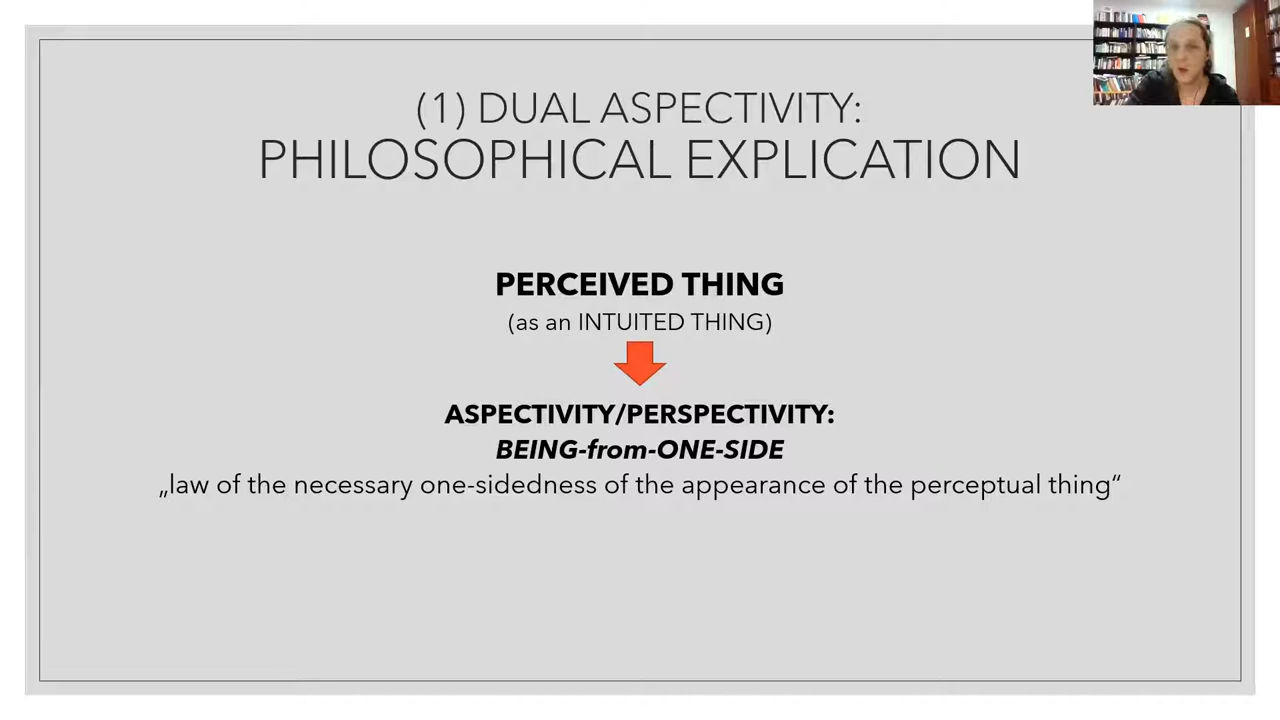 (1) DUAL ASPECTIVITY:
PHILOSOPHICAL EXPLICATION
PERCEIVED THING
(as an INTUITED THING)
ASPECTIVITY/PERSPECTIVITY:
BEING-from-ONE-SIDE
„law of the necessary one-sidedness of the appearance of the perceptual thing“